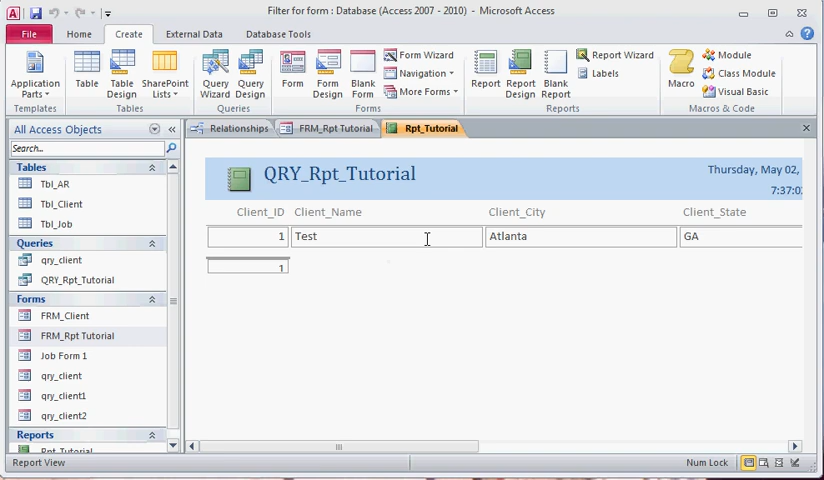 Filter for form : Database (Access 2007 - 2010) - Microsoft Access
File Home Create External Data Database Tools
Application Parts Table Table Design SharePoint Lists Query Wizard Query Design Form Form Design Blank Form Form Wizard Navigation More Forms Report Report Design Blank Report Report Wizard Labels Macro Module Class Module Visual Basic
Templates Tables Queries Forms Reports Macros & Code
All Access Objects
Relationships FRM_Rpt Tutorial Rpt_Tutorial
Search...
Tables
Tbl_AR
Tbl_Client
Tbl_Job
Queries
qry_client
QRY_Rpt_Tutorial
Forms
FRM_Client
FRM_Rpt Tutorial
Job Form 1
qry_client
qry_client1
qry_client2
Reports
Rpt_Tutorial
QRY_Rpt_Tutorial
Thursday, May 02,
7:37:0
Client_ID Client_Name Client_City Client_State
1 Test Atlanta GA
1
Report View Num Lock